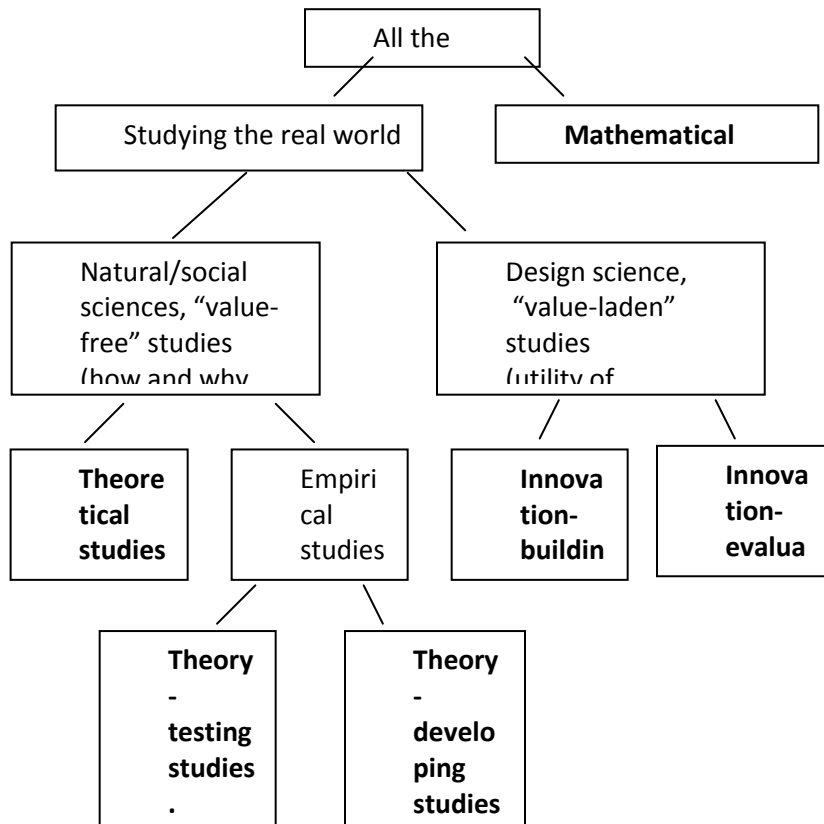 All the
Studying the real world
Mathematical
Natural/social
sciences, “value-
free” studies
(how and why
Design science,
“value-laden”
studies
(utility of
Theore
tical
studies
Empiri
cal
studies
Innova
tion-
buildin
Innova
tion-
evalua
Theory
-
testing
studies
.
Theory
-
develo
ping
studies